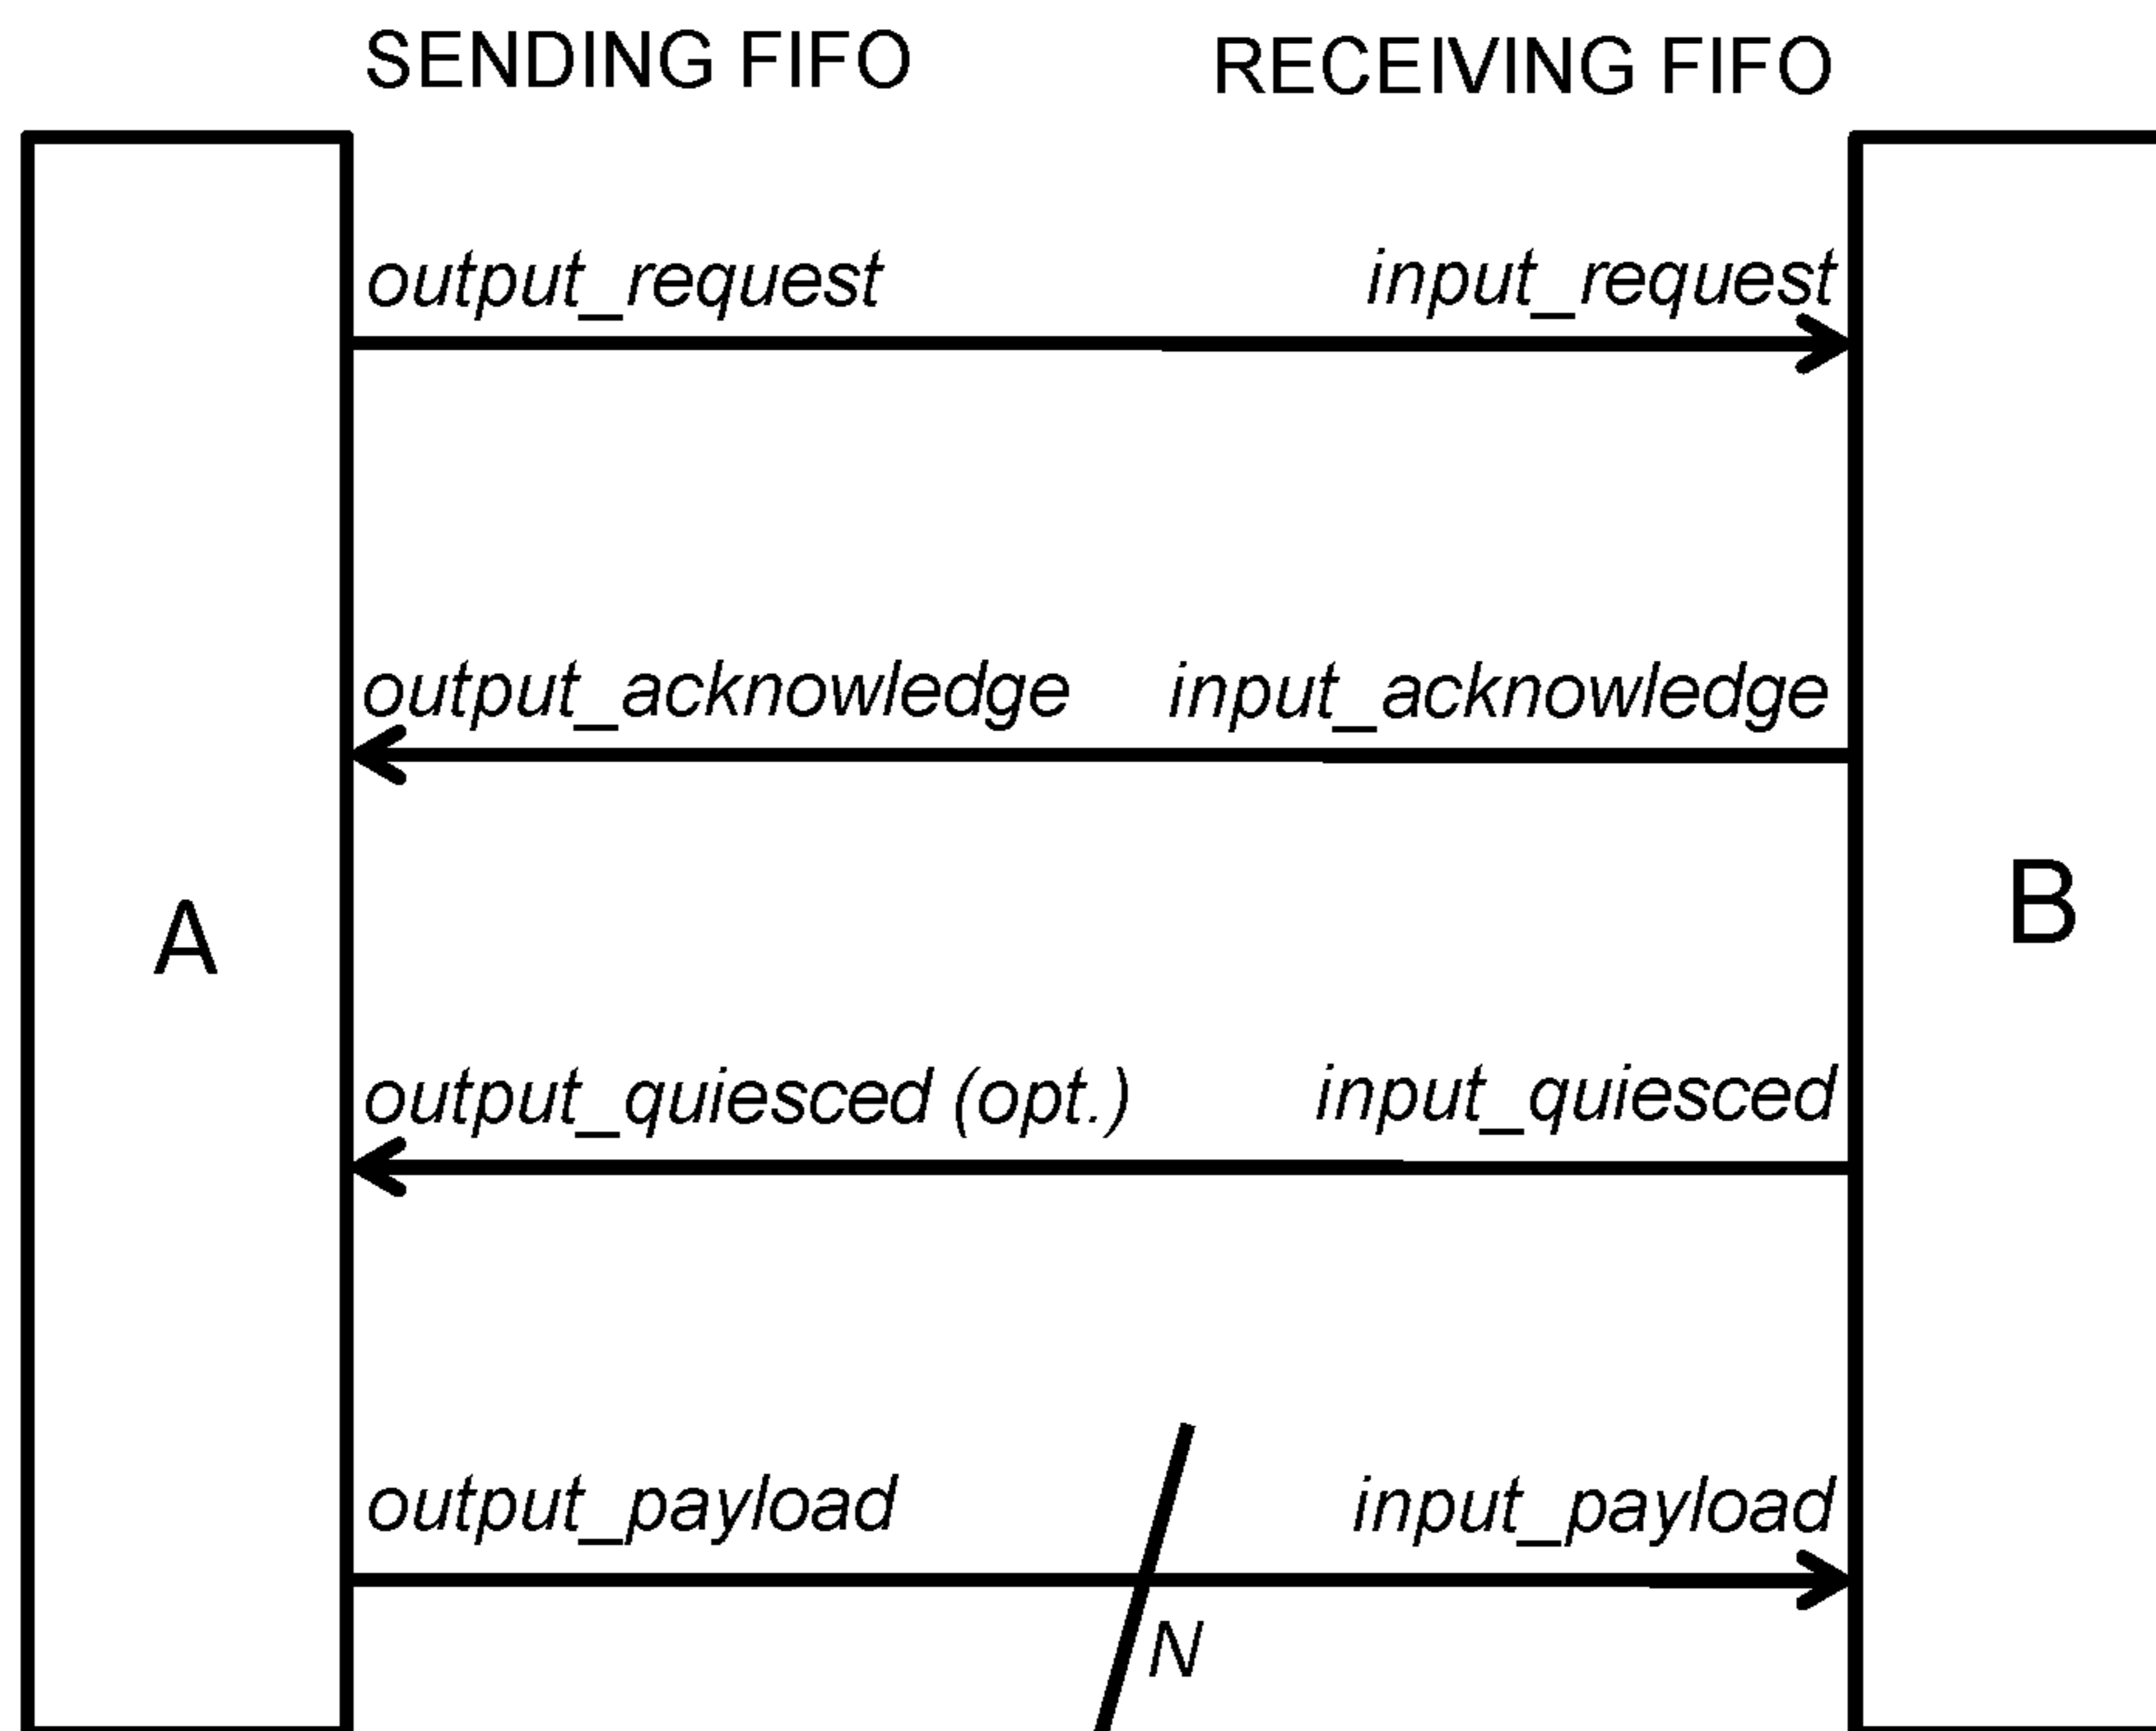 SENDING FIFO RECEIVING FIFO
output_request input_request
output_acknowledge input_acknowledge
A B
output_quiesced (opt.) input_quiesced
output_payload input_payload
N